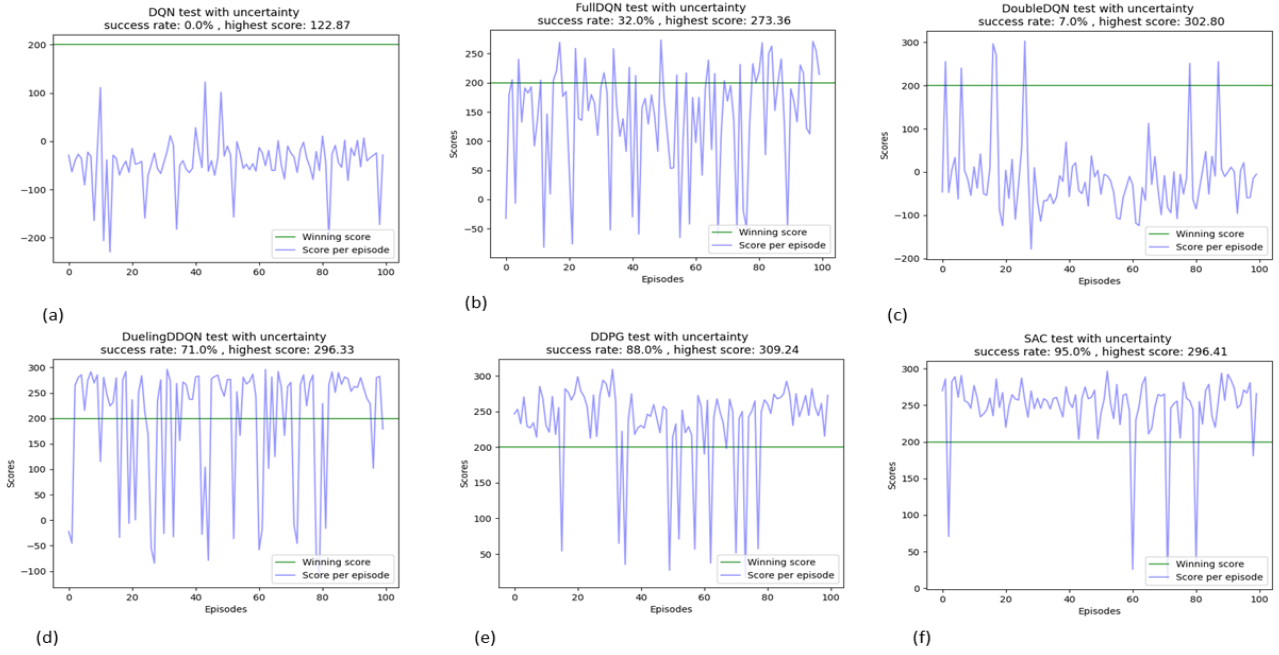 DQN test with uncertainty
success rate: 0.0% , highest score: 122.87
200
100
0
−100
−200
0
20
40
60
80
100
Winning score
Score per episode
(a)
FullDQN test with uncertainty
success rate: 32.0% , highest score: 273.36
Scores
250
200
150
100
50
0
−50
0
20
40
60
80
100
Episodes
Winning score
Score per episode
(b)
DoubleDQN test with uncertainty
success rate: 7.0% , highest score: 302.80
Scores
300
200
100
0
−100
−200
0
20
40
60
80
100
Episodes
Winning score
Score per episode
(c)
DuelingDDQN test with uncertainty
success rate: 71.0% , highest score: 296.33
Scores
300
250
200
150
100
50
0
−50
−100
0
20
40
60
80
100
Episodes
Winning score
Score per episode
(d)
DDPG test with uncertainty
success rate: 88.0% , highest score: 309.24
Scores
300
250
200
150
100
50
0
20
40
60
80
100
Episodes
Winning score
Score per episode
(e)
SAC test with uncertainty
success rate: 95.0% , highest score: 296.41
Scores
300
250
200
150
100
50
0
0
20
40
60
80
100
Episodes
Winning score
Score per episode
(f)